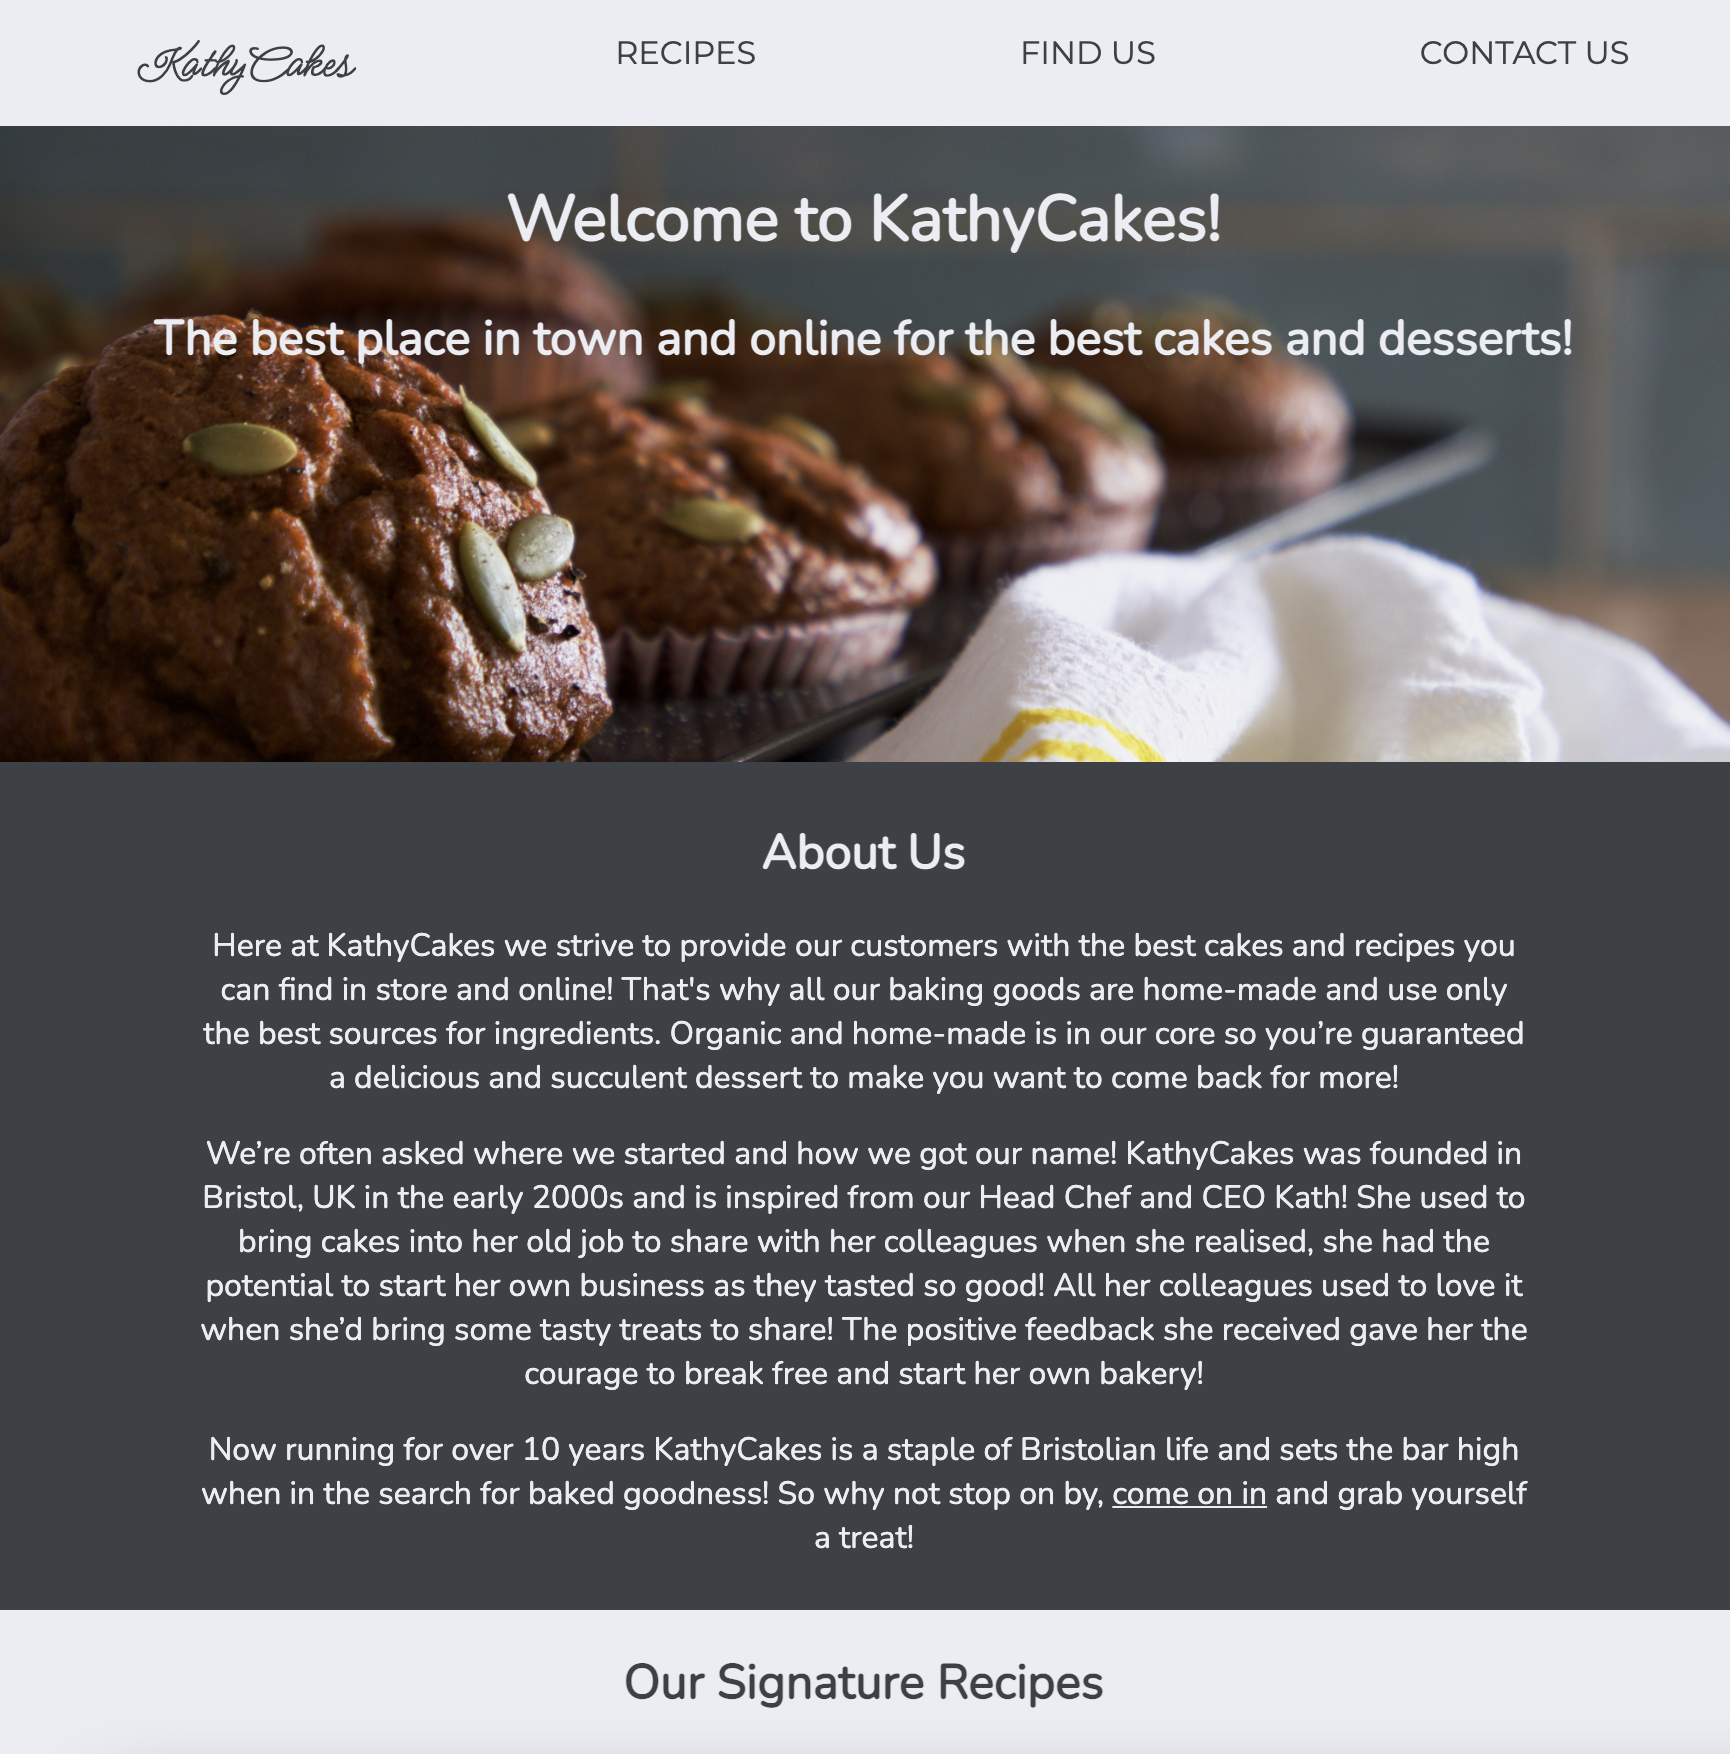 KathyCakes
RECIPES
FIND US
CONTACT US
Welcome to KathyCakes!
The best place in town and online for the best cakes and desserts!
About Us
Here at KathyCakes we strive to provide our customers with the best cakes and recipes you
can find in store and online! That's why all our baking goods are home-made and use only
the best sources for ingredients. Organic and home-made is in our core so you’re guaranteed
a delicious and succulent dessert to make you want to come back for more!
We’re often asked where we started and how we got our name! KathyCakes was founded in
Bristol, UK in the early 2000s and is inspired from our Head Chef and CEO Kath! She used to
bring cakes into her old job to share with her colleagues when she realised, she had the
potential to start her own business as they tasted so good! All her colleagues used to love it
when she’d bring some tasty treats to share! The positive feedback she received gave her the
courage to break free and start her own bakery!
Now running for over 10 years KathyCakes is a staple of Bristolian life and sets the bar high
when in the search for baked goodness! So why not stop on by, come on in and grab yourself
a treat!
Our Signature Recipes